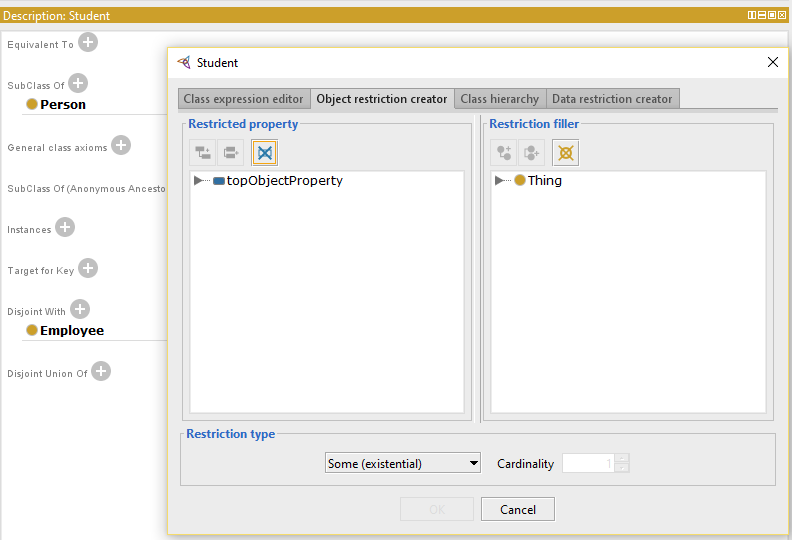 Description: Student
Equivalent To
SubClass Of
Person
General class axioms
SubClass Of (Anonymous Ancesto
Instances
Target for Key
Disjoint With
Employee
Disjoint Union Of
Student
Class expression editor Object restriction creator Class hierarchy Data restriction creator
Restricted property Restriction filler
topObjectProperty Thing
Restriction type
Some (existential) Cardinality 1
OK Cancel